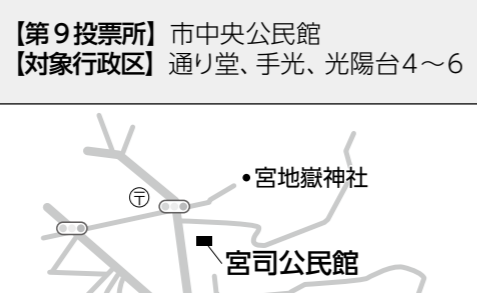 【第9投票所】市中央公民館
【対象行政区】通り堂、手光、光陽台4～6
〒
•宮地嶽神社
宮司公民館